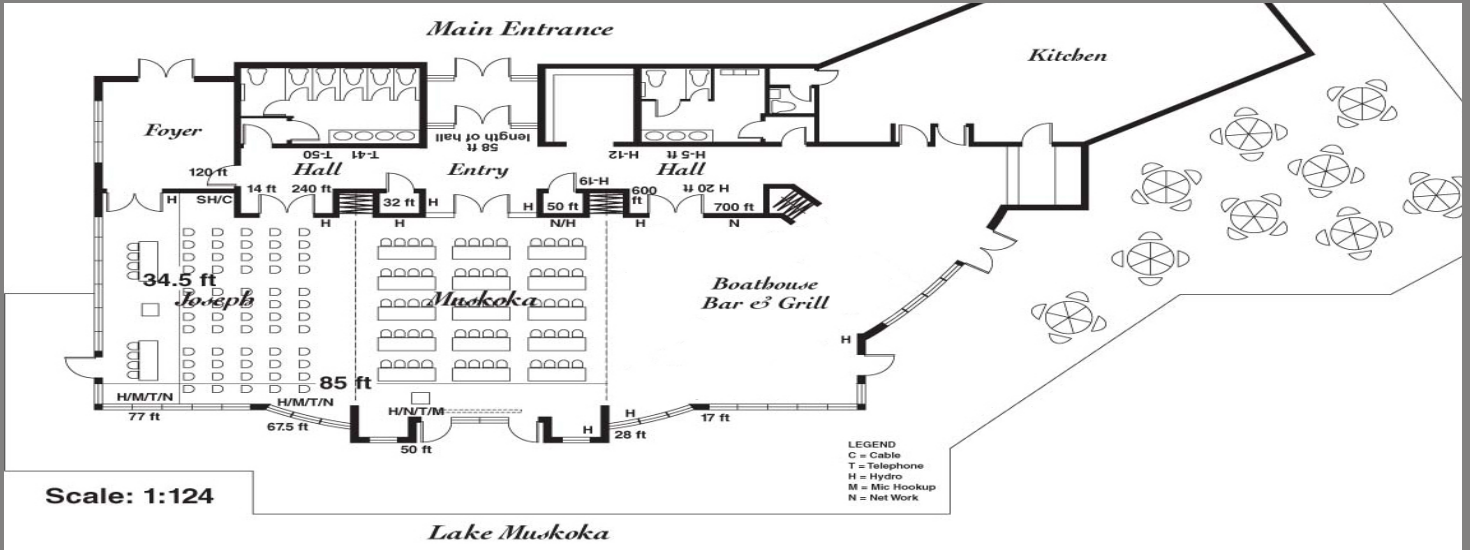 Main Entrance
Kitchen
Foyer
58 ft
length of hall
T-50
T-41
Hall
Entry
H-12
H-5 ft
Hall
120 ft
H-19
14 ft
240 ft
H
SH/C
32 ft
H
H
50 ft
600
ft
H 20 ft
700 ft
H
H
N/H
H
N
34.5 ft
Joseph
Muskoka
Boathouse
Bar & Grill
H
85 ft
H/M/T/N
H/M/T/N
H/N/T/M
H
H
77 ft
67.5 ft
50 ft
28 ft
17 ft
LEGEND
C = Cable
T = Telephone
H = Hydro
M = Mic Hookup
N = Net Work
Scale: 1:124
Lake Muskoka